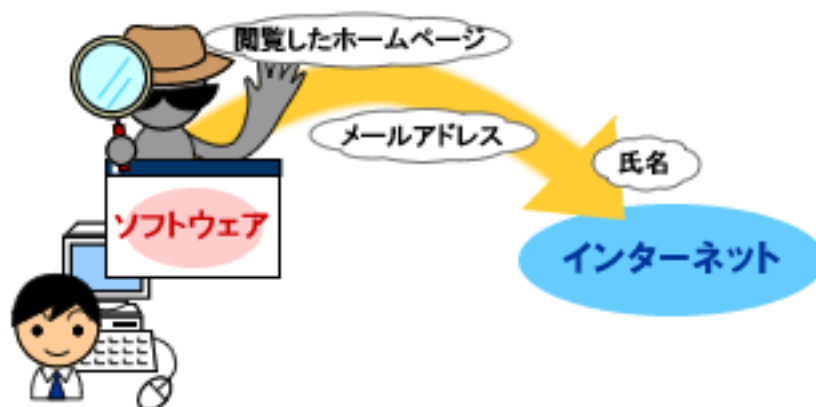 閲覧したホームページ
メールアドレス
氏名
ソフトウェア
インターネット